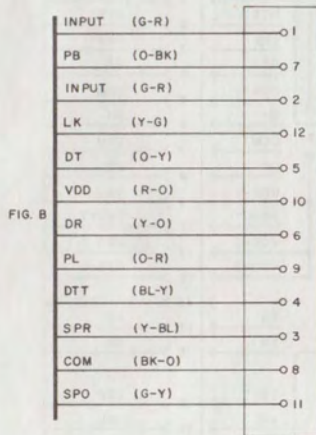 INPUT (G-R) 1
PB (O-BK) 7
INPUT (G-R) 2
LK (Y-G) 12
DT (O-Y) 5
VDD (R-O) 10
FIG. B
DR (Y-O) 6
PL (O-R) 9
DTT (BL-Y) 4
SPR (Y-BL) 3
COM (BK-O) 8
SPO (G-Y) 11